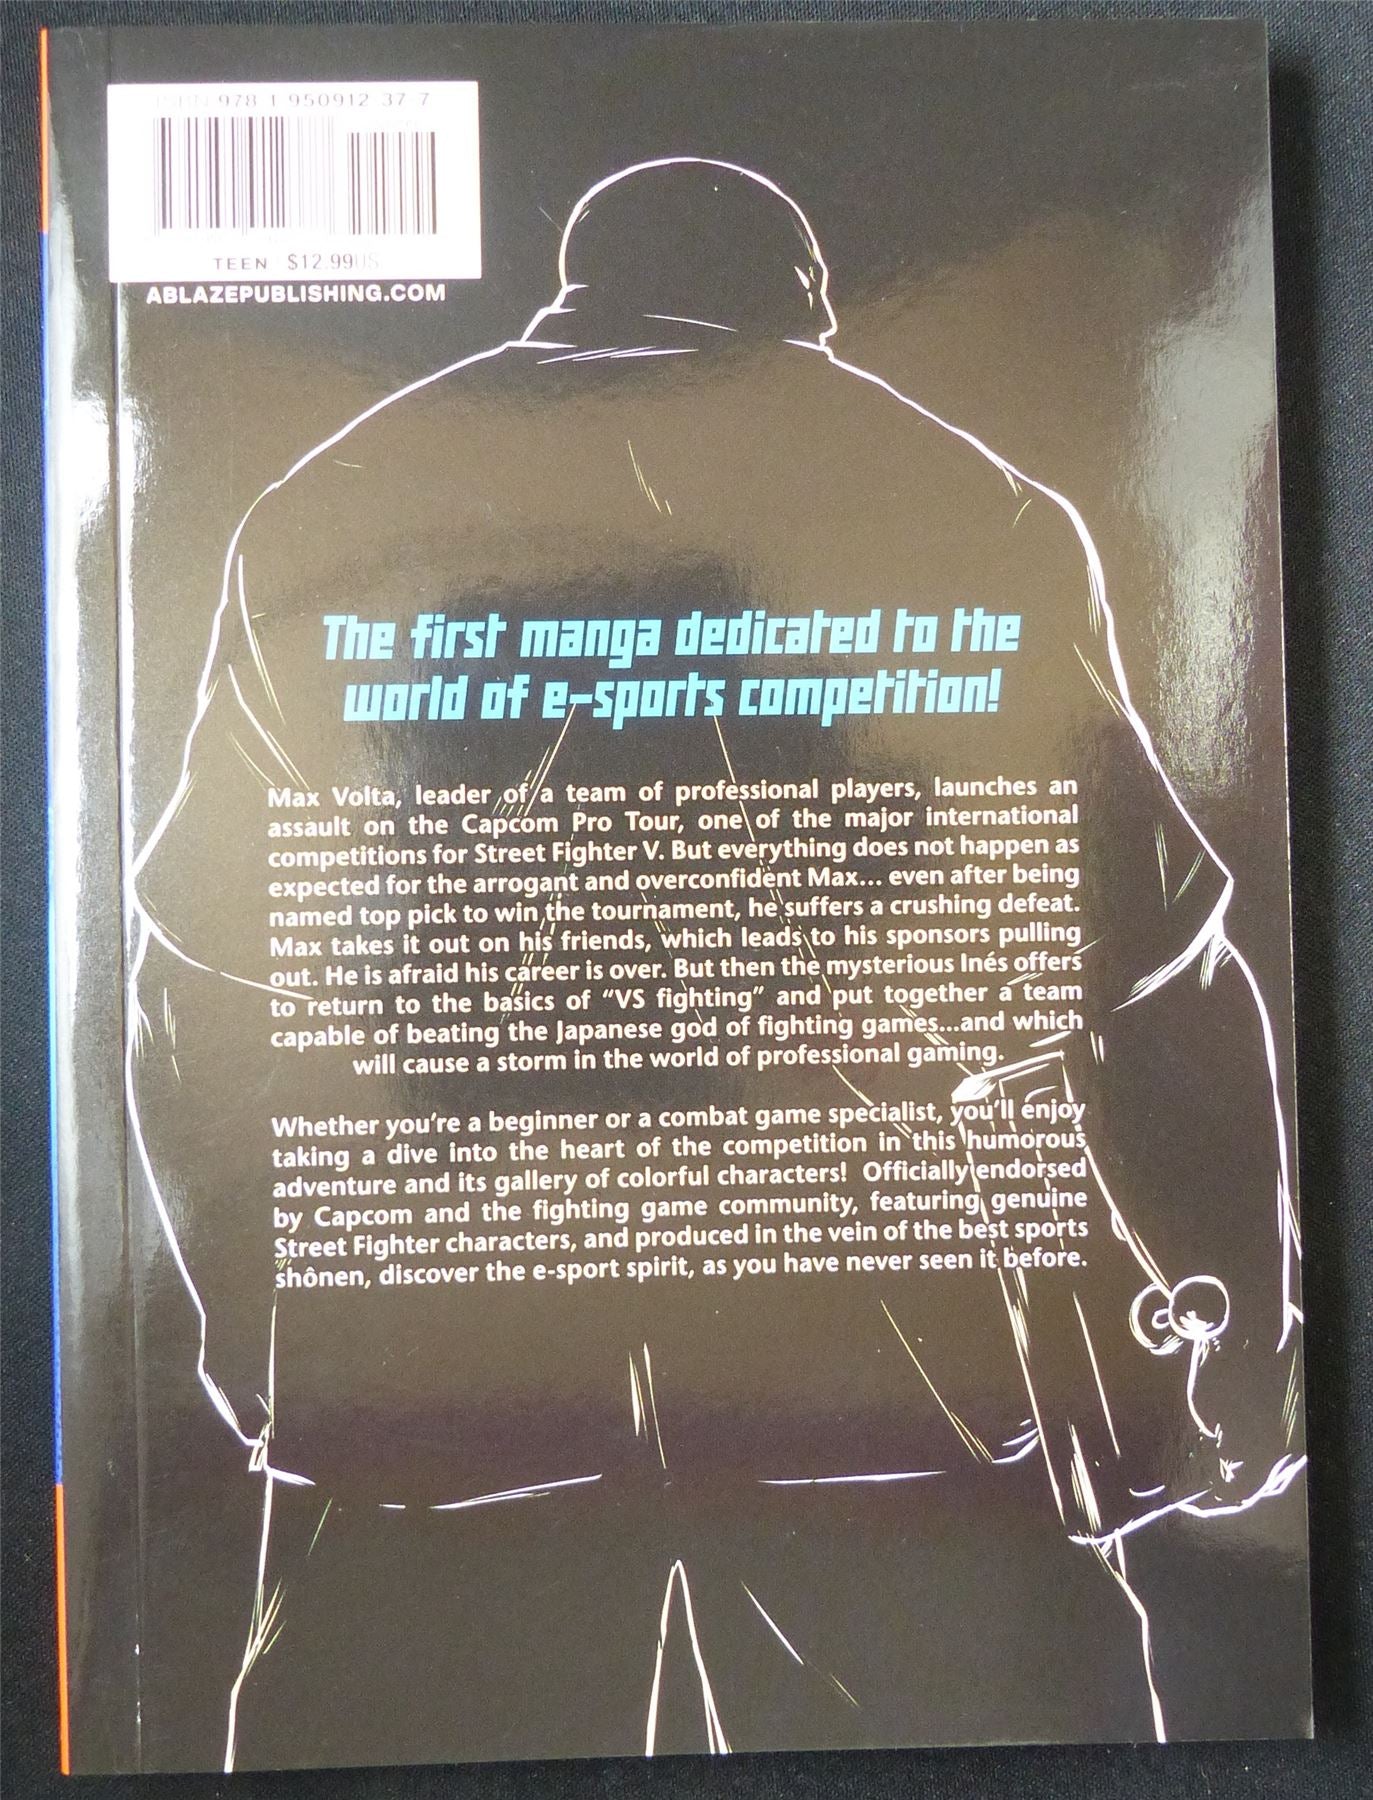 ISBN 978 1 950912 37 7
TEEN $12.99US
ABLAZEPUBLISHING.COM
The first manga dedicated to the
world of e-sports competition!
Max Volta, leader of a team of professional players, launches an
assault on the Capcom Pro Tour, one of the major international
competitions for Street Fighter V. But everything does not happen as
expected for the arrogant and overconfident Max... even after being
named top pick to win the tournament, he suffers a crushing defeat.
Max takes it out on his friends, which leads to his sponsors pulling
out. He is afraid his career is over. But then the mysterious Inés offers
to return to the basics of “VS fighting” and put together a team
capable of beating the Japanese god of fighting games...and which
will cause a storm in the world of professional gaming.
Whether you’re a beginner or a combat game specialist, you’ll enjoy
taking a dive into the heart of the competition in this humorous
adventure and its gallery of colorful characters! Officially endorsed
by Capcom and the fighting game community, featuring genuine
Street Fighter characters, and produced in the vein of the best sports
shônen, discover the e-sport spirit, as you have never seen it before.